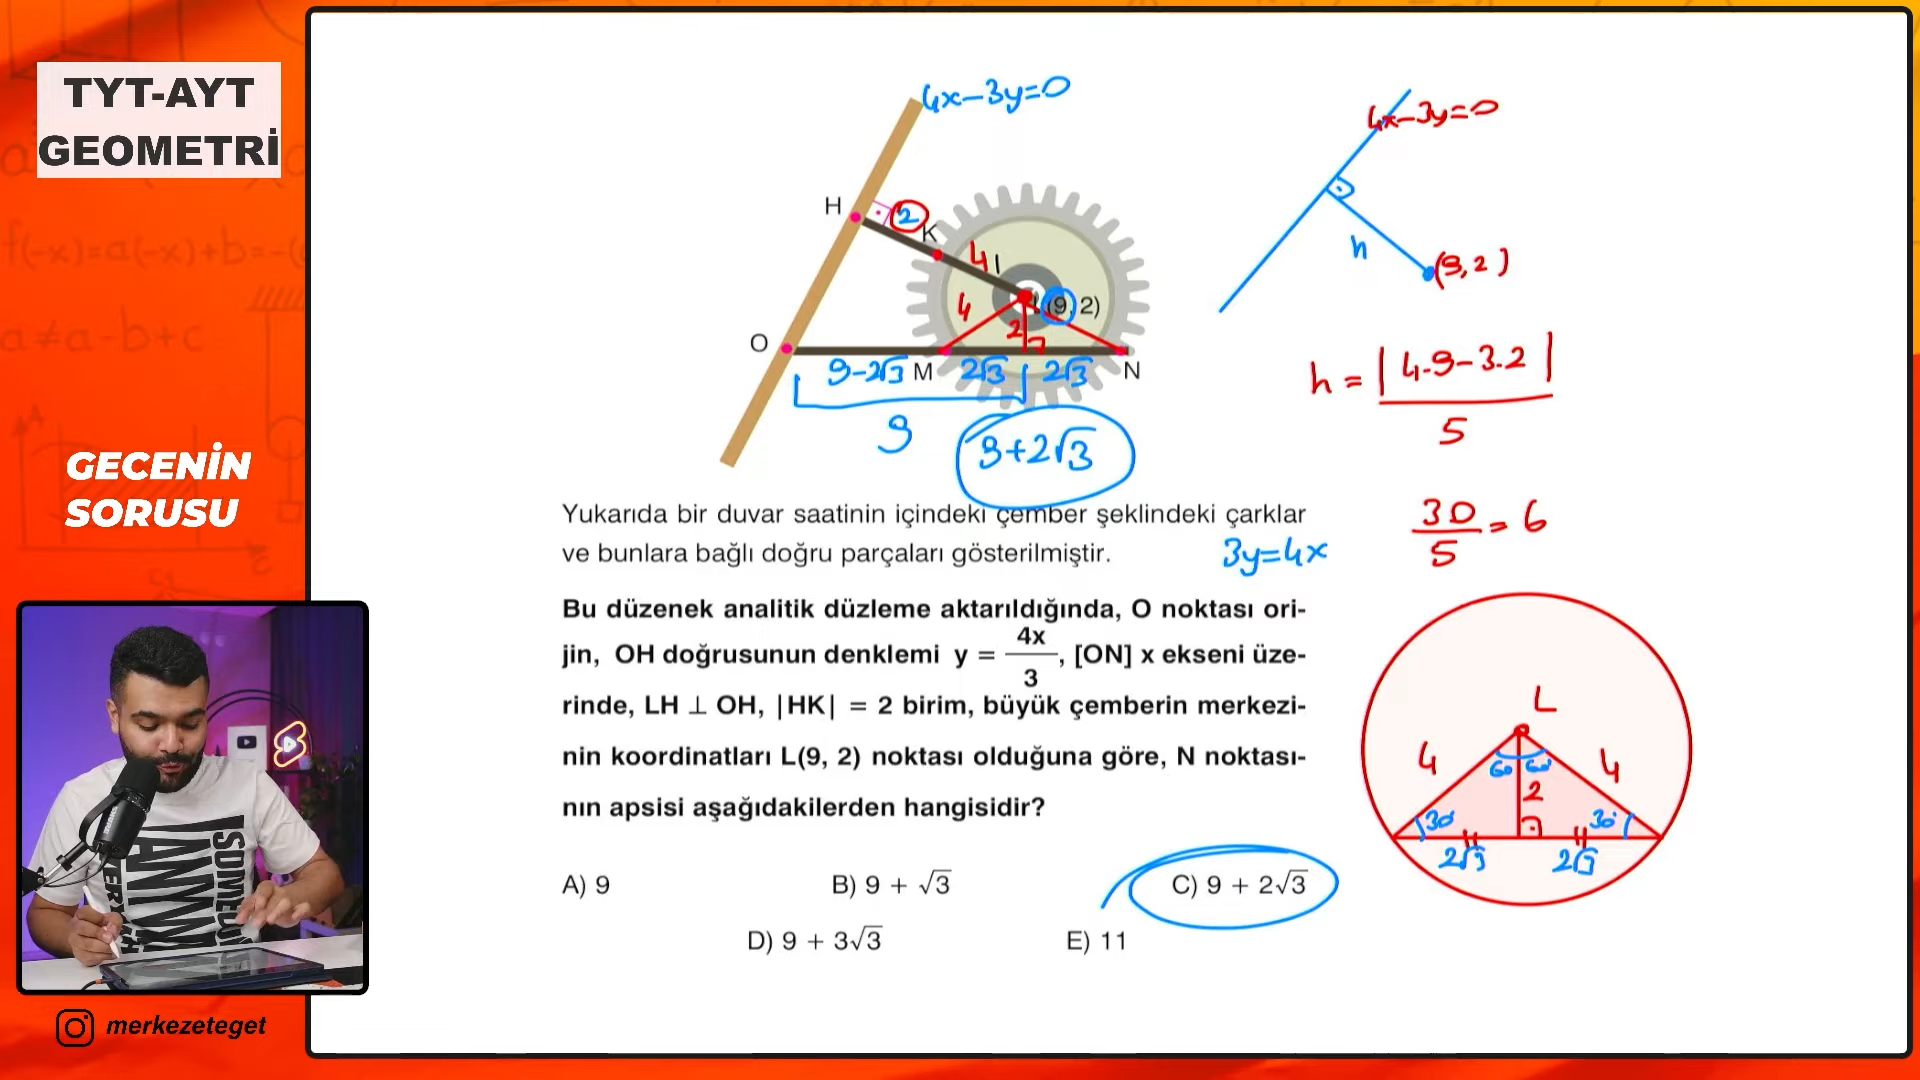 TYT-AYT
GEOMETRİ
GECENİN
SORUSU
merkezeteget
4x-3y=0
H
2
K
4
4
L(9, 2)
2
O
9-2√3
M
2√3
2√3
N
9
9+2√3
Yukarıda bir duvar saatinin içindeki çember şeklindeki çarklar
ve bunlara bağlı doğru parçaları gösterilmiştir.
3y=4x
Bu düzenek analitik düzleme aktarıldığında, O noktası ori-
jin, OH doğrusunun denklemi y = 4x/3, [ON] x ekseni üze-
rinde, LH ⊥ OH, |HK| = 2 birim, büyük çemberin merkezi-
nin koordinatları L(9, 2) noktası olduğuna göre, N noktası-
nın apsisi aşağıdakilerden hangisidir?
A) 9
B) 9 + √3
C) 9 + 2√3
D) 9 + 3√3
E) 11
4x-3y=0
h
(9,2)
h = |4.9-3.2| / 5
30/5 = 6
L
4
4
60
60
2
30°
30°
2√3
2√3